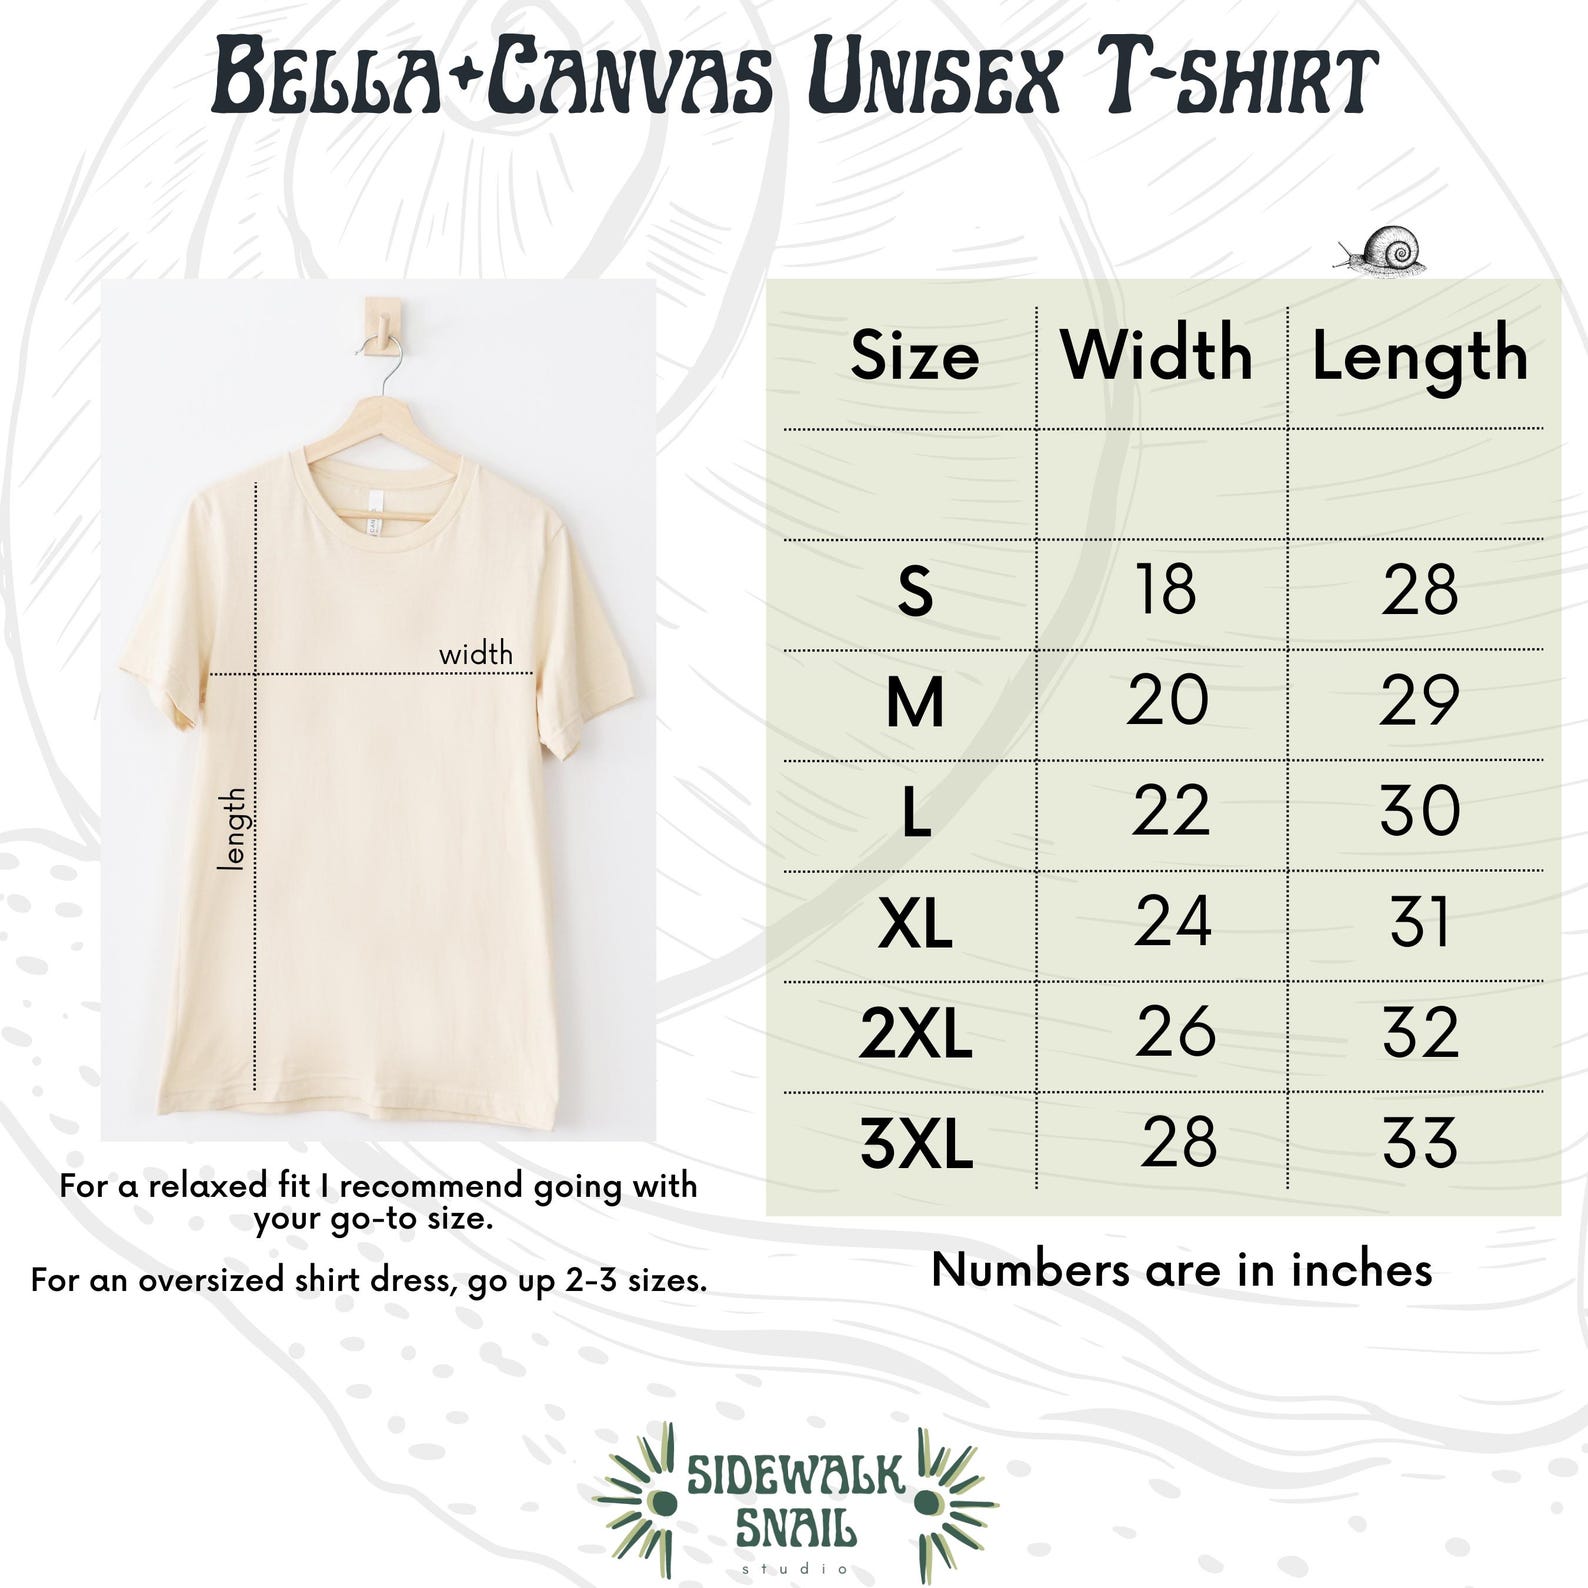 Bella+Canvas Unisex T-shirt
width
length
Size Width Length
S 18 28
M 20 29
L 22 30
XL 24 31
2XL 26 32
3XL 28 33
For a relaxed fit I recommend going with
your go-to size.
For an oversized shirt dress, go up 2-3 sizes.
Numbers are in inches
SIDEWALK
SNAIL
studio